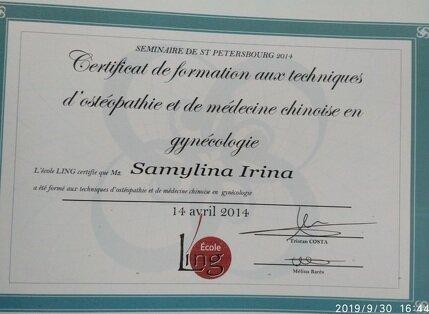 SEMINAIRE DE ST PETERSBOURG 2014
Certificat de formation aux techniques
d'ostéopathie et de médecine chinoise en
gynécologie
L'école LING certifie que Mz Samylina Irina
a été formé aux techniques d'ostéopathie et de médecine chinoise en gynécologie
14 avril 2014
Tristan COSTA
École
Ling
Mélina Barès
2019/9/30 16:44